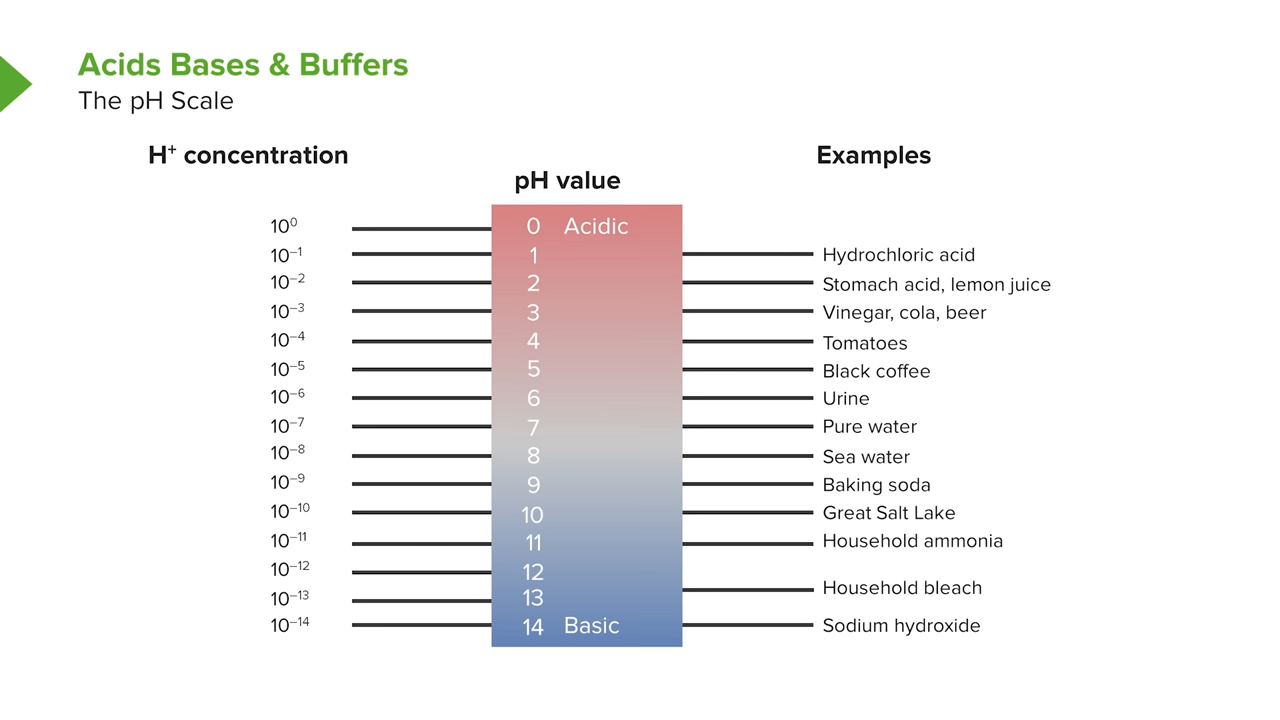 Acids Bases & Buffers
The pH Scale
H⁺ concentration
pH value
Examples
10⁰ 0 Acidic
10⁻¹ 1 Hydrochloric acid
10⁻² 2 Stomach acid, lemon juice
10⁻³ 3 Vinegar, cola, beer
10⁻⁴ 4 Tomatoes
10⁻⁵ 5 Black coffee
10⁻⁶ 6 Urine
10⁻⁷ 7 Pure water
10⁻⁸ 8 Sea water
10⁻⁹ 9 Baking soda
10⁻¹⁰ 10 Great Salt Lake
10⁻¹¹ 11 Household ammonia
10⁻¹² 12
Household bleach
10⁻¹³ 13
10⁻¹⁴ 14 Basic Sodium hydroxide